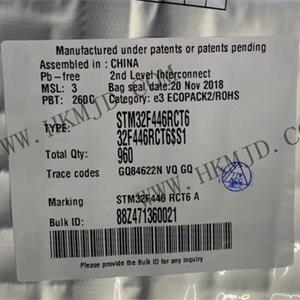 Manufactured under patents or patents pending
Assembled in : CHINA
Pb-free 2nd Level Interconnect
MSL: 3 Bag seal date: 20 Nov 2018
PBT: 260C Category: e3 ECOPACK2/ROHS
TYPE: STM32F446RCT6
32F446RCT6$S1
Total Qty: 960
Trace codes GQ84622N VQ GQ
Marking STM32F446 RCT6 A
Bulk ID: 88Z471360021
Please provide the bulk ID for any inquiry
WWW.HKMJD.COM